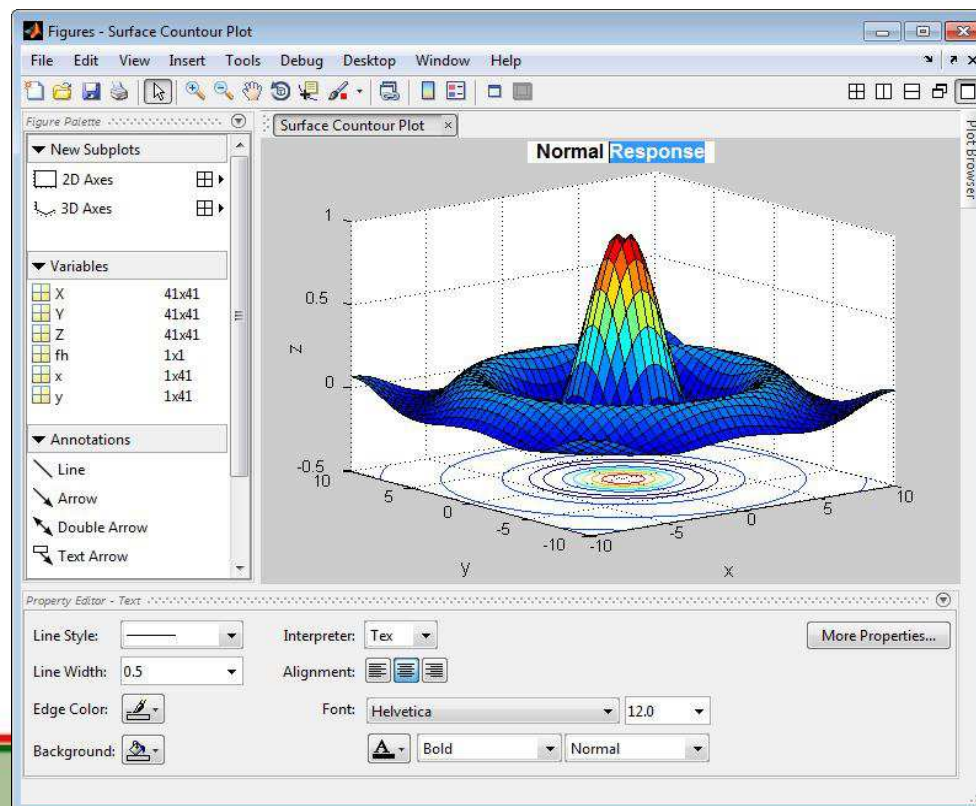 Figures - Surface Countour Plot
File Edit View Insert Tools Debug Desktop Window Help
Figure Palette
Surface Countour Plot
Plot Browser
New Subplots
2D Axes
3D Axes
Variables
X 41x41
Y 41x41
Z 41x41
fh 1x1
x 1x41
y 1x41
Annotations
Line
Arrow
Double Arrow
Text Arrow
Normal Response
1
0.5
0
-0.5
z
10 5 0 -5 -10
y
-10 -5 0 5 10
x
Property Editor - Text
Line Style: Interpreter: Tex More Properties...
Line Width: 0.5 Alignment:
Edge Color: Font: Helvetica 12.0
Background: A Bold Normal